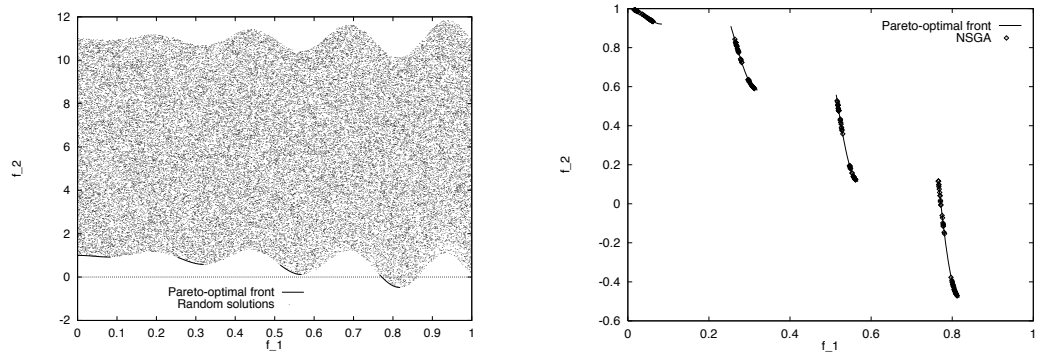 12
10
8
6
4
2
0
-2
f_2
Pareto-optimal front
Random solutions
0 0.1 0.2 0.3 0.4 0.5 0.6 0.7 0.8 0.9 1
f_1
1
0.8
0.6
0.4
0.2
0
-0.2
-0.4
-0.6
f_2
Pareto-optimal front
NSGA
0 0.2 0.4 0.6 0.8 1
f_1